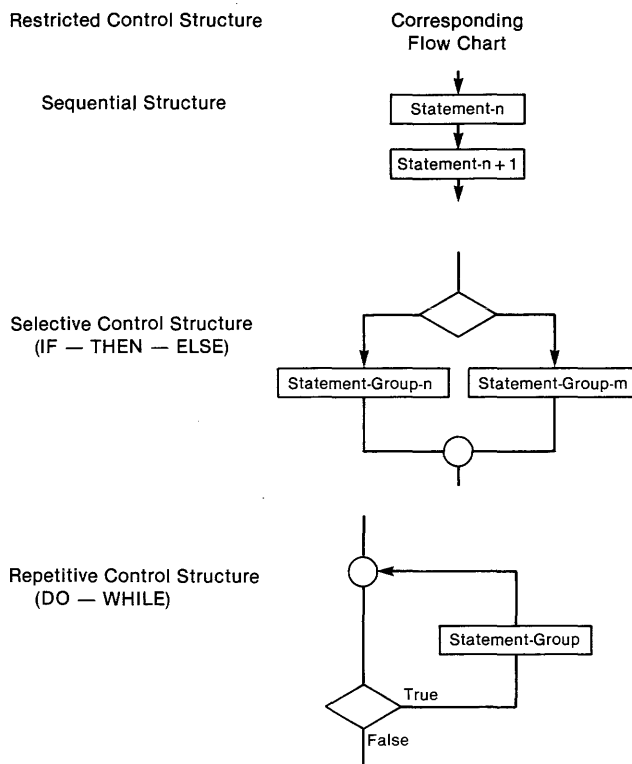 Restricted Control Structure
Corresponding
Flow Chart
Sequential Structure
Statement-n
Statement-n + 1
Selective Control Structure
(IF — THEN — ELSE)
Statement-Group-n
Statement-Group-m
Repetitive Control Structure
(DO — WHILE)
Statement-Group
True
False